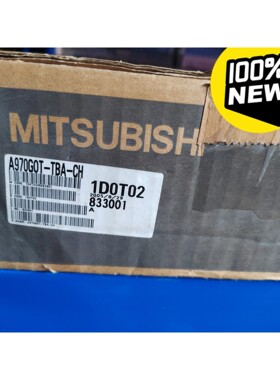 100%
NEW
MITSUBISH
A970GOT-TBA-CH
1D0T02
833001
A